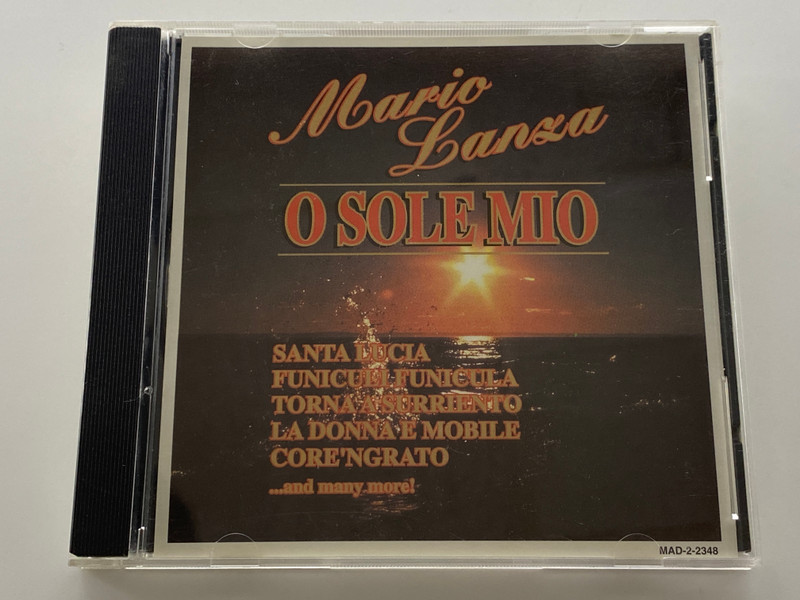 Mario
Lanza
O SOLE MIO
SANTA LUCIA
FUNICULI FUNICULA
TORNA A SURRIENTO
LA DONNA E MOBILE
CORE'NGRATO
...and many more!
MAD-2-2348